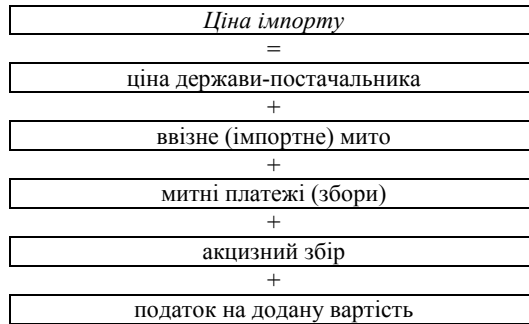 Ціна імпорту
=
ціна держави-постачальника
+
ввізне (імпортне) мито
+
митні платежі (збори)
+
акцизний збір
+
податок на додану вартість